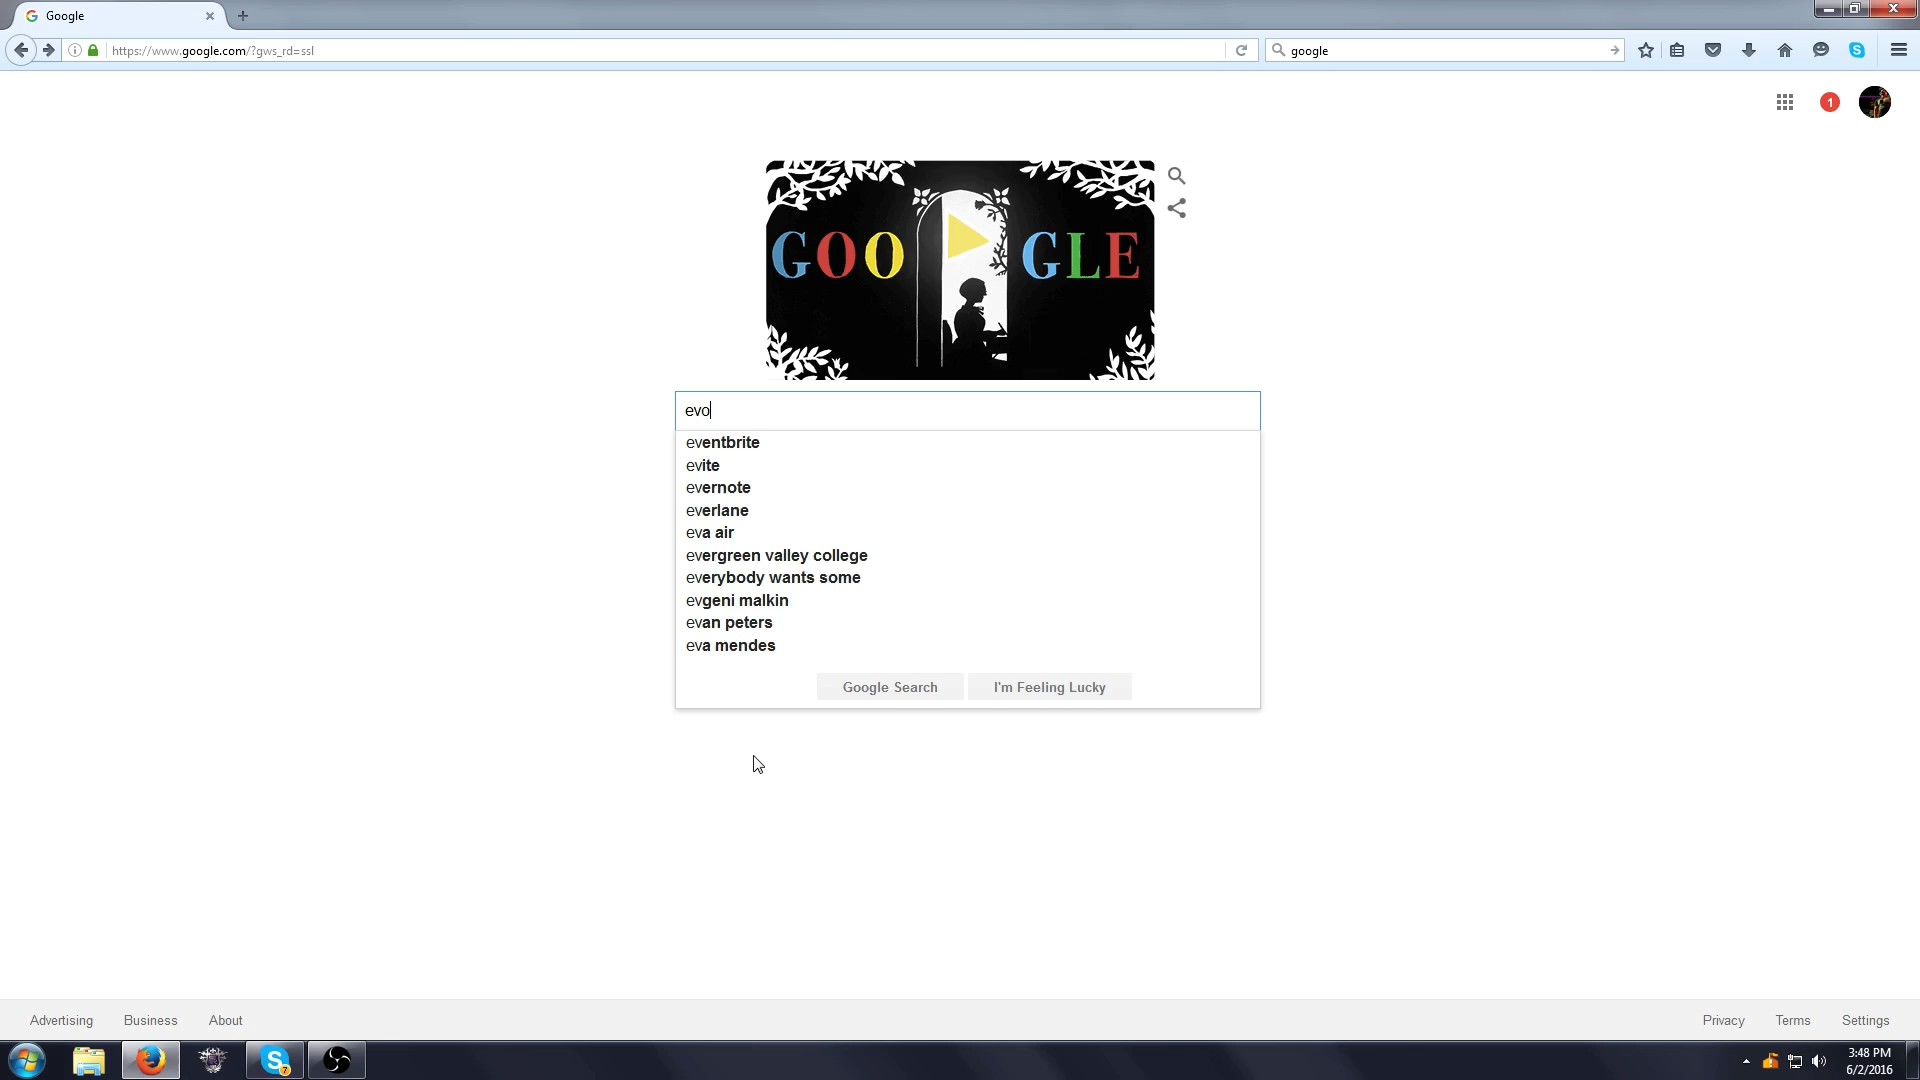 Google
https://www.google.com/?gws_rd=ssl
google
1
GOO GLE
evo
eventbrite
evite
evernote
everlane
eva air
evergreen valley college
everybody wants some
evgeni malkin
evan peters
eva mendes
Google Search
I'm Feeling Lucky
Advertising
Business
About
Privacy
Terms
Settings
7
3:48 PM
6/2/2016